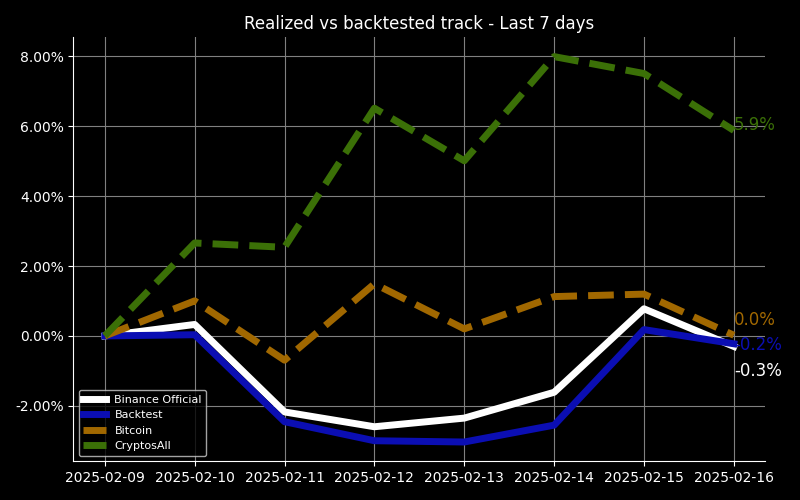 Realized vs backtested track - Last 7 days
8.00%
6.00%
4.00%
2.00%
0.00%
-2.00%
5.9%
0.0%
-0.2%
-0.3%
Binance Official
Backtest
Bitcoin
CryptosAll
2025-02-09 2025-02-10 2025-02-11 2025-02-12 2025-02-13 2025-02-14 2025-02-15 2025-02-16